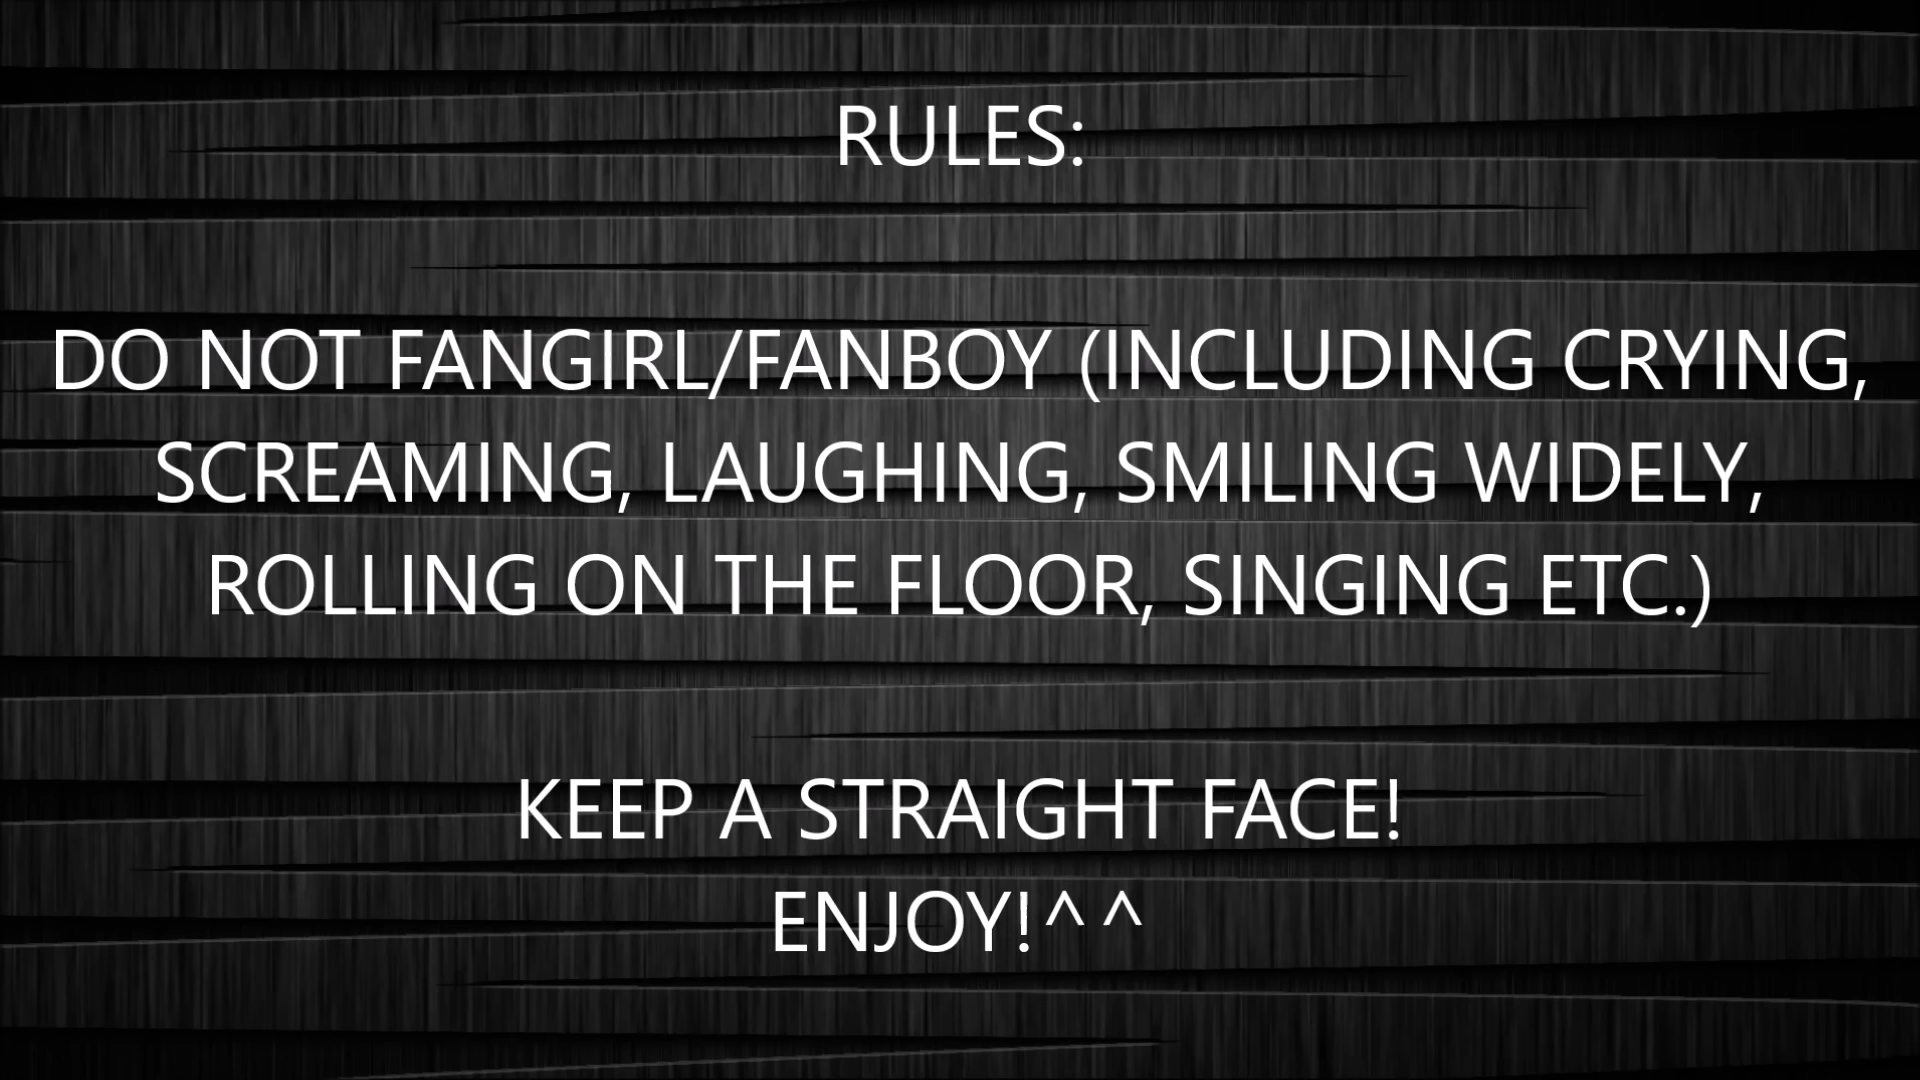 RULES:
DO NOT FANGIRL/FANBOY (INCLUDING CRYING,
SCREAMING, LAUGHING, SMILING WIDELY,
ROLLING ON THE FLOOR, SINGING ETC.)
KEEP A STRAIGHT FACE!
ENJOY!^^